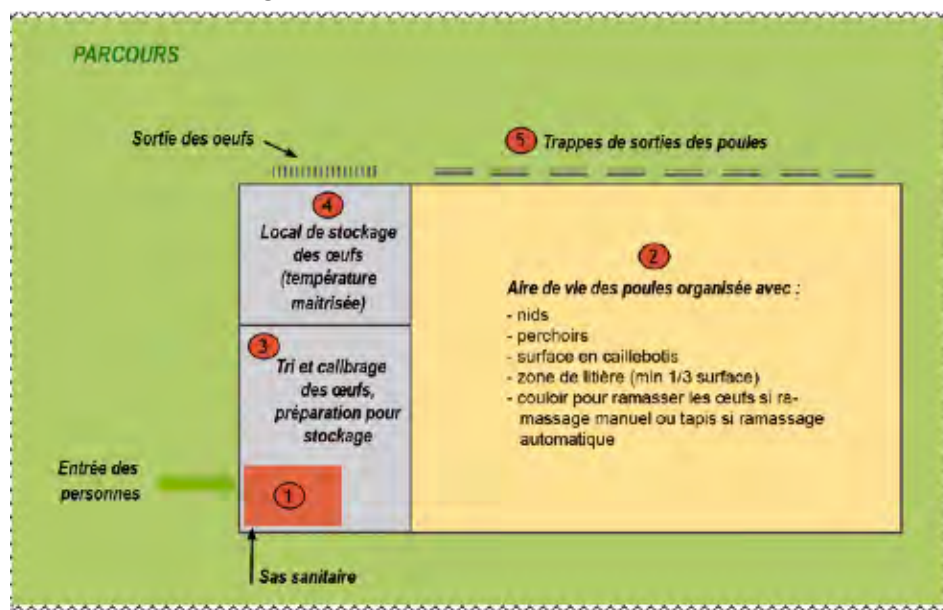 PARCOURS
Sortie des oeufs
5 Trappes de sorties des poules
4
Local de stockage
des œufs
(température
maitrisée)
2
Aire de vie des poules organisée avec :
- nids
- perchoirs
- surface en caillebotis
- zone de litière (min 1/3 surface)
- couloir pour ramasser les œufs si ra-
massage manuel ou tapis si ramassage
automatique
3
Tri et calibrage
des œufs,
préparation pour
stockage
Entrée des
personnes
1
Sas sanitaire